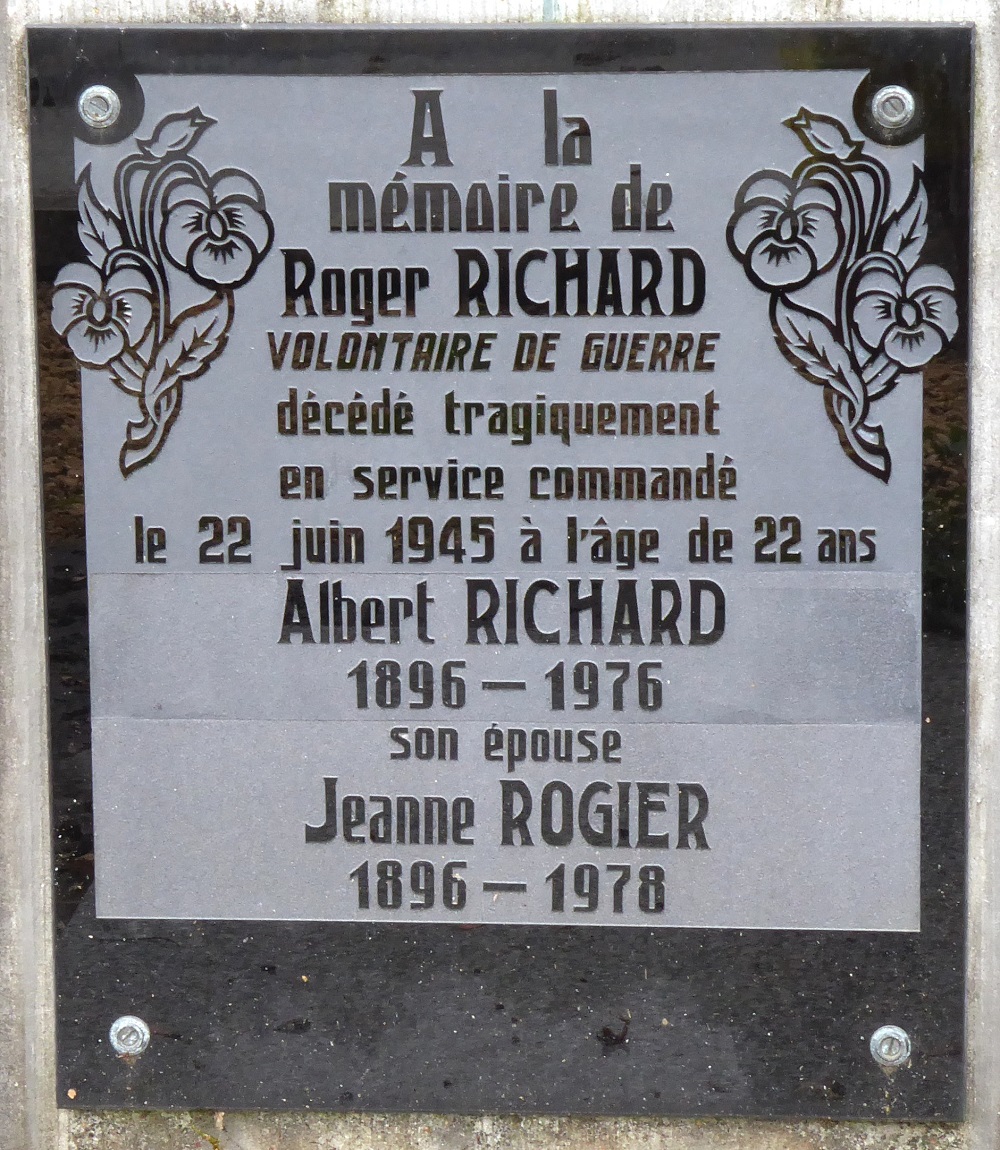 A la
mémoire de
Roger RICHARD
VOLONTAIRE DE GUERRE
décédé tragiquement
en service commandé
le 22 juin 1945 à l'âge de 22 ans
Albert RICHARD
1896 — 1976
son épouse
Jeanne ROGIER
1896 — 1978